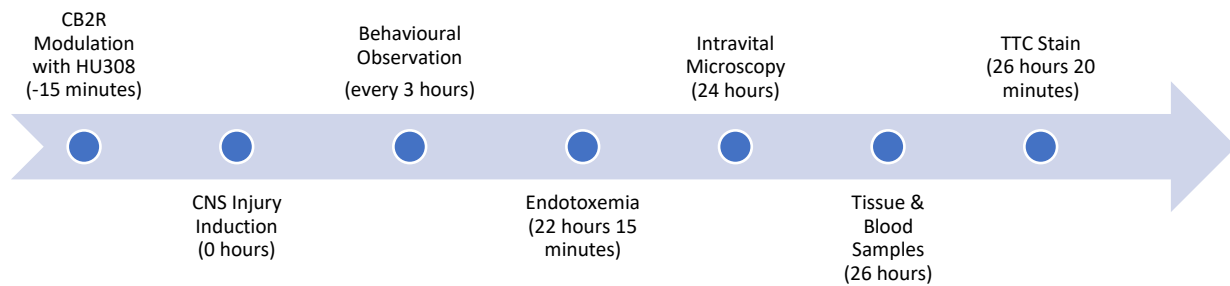 CB2R
Modulation
with HU308
(-15 minutes)
CNS Injury
Induction
(0 hours)
Behavioural
Observation
(every 3 hours)
Endotoxemia
(22 hours 15
minutes)
Intravital
Microscopy
(24 hours)
Tissue &
Blood
Samples
(26 hours)
TTC Stain
(26 hours 20
minutes)